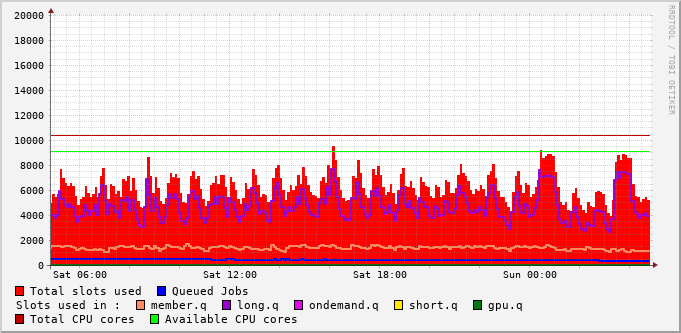 20000
18000
16000
14000
12000
10000
8000
6000
4000
2000
0
Sat 06:00 Sat 12:00 Sat 18:00 Sun 00:00
RRDTOOL / TOBI OETIKER
Total slots used Queued Jobs
Slots used in : member.q long.q ondemand.q short.q gpu.q
Total CPU cores Available CPU cores